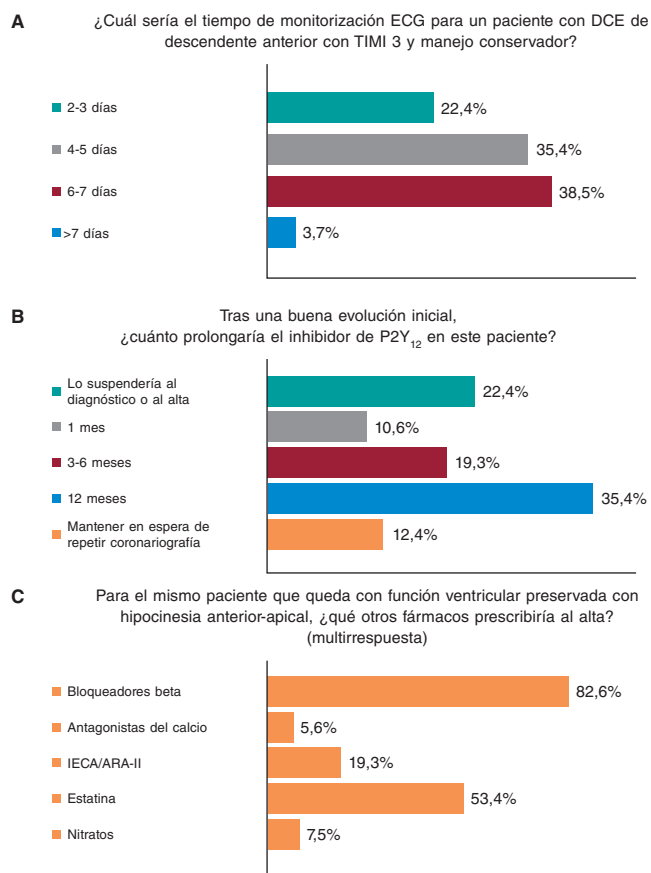 A
¿Cuál sería el tiempo de monitorización ECG para un paciente con DCE de
descendente anterior con TIMI 3 y manejo conservador?
2-3 días
22,4%
4-5 días
35,4%
6-7 días
38,5%
>7 días
3,7%
B
Tras una buena evolución inicial,
¿cuánto prolongaría el inhibidor de P2Y12 en este paciente?
Lo suspendería al
diagnóstico o al alta
22,4%
1 mes
10,6%
3-6 meses
19,3%
12 meses
35,4%
Mantener en espera de
repetir coronariografía
12,4%
C
Para el mismo paciente que queda con función ventricular preservada con
hipocinesia anterior-apical, ¿qué otros fármacos prescribiría al alta?
(multirrespuesta)
Bloqueadores beta
82,6%
Antagonistas del calcio
5,6%
IECA/ARA-II
19,3%
Estatina
53,4%
Nitratos
7,5%